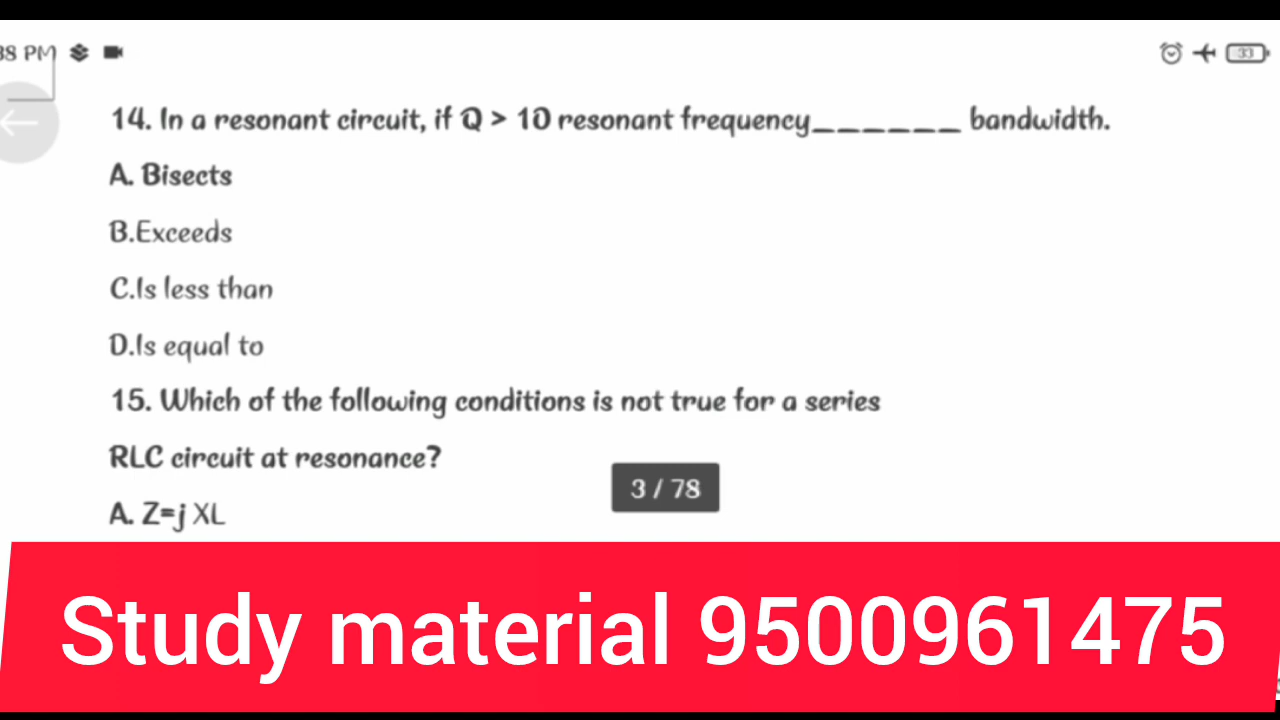 38 PM
33
14. In a resonant circuit, if Q > 10 resonant frequency______ bandwidth.
A. Bisects
B.Exceeds
C.Is less than
D.Is equal to
15. Which of the following conditions is not true for a series
RLC circuit at resonance?
3 / 78
A. Z=j XL
Study material 9500961475